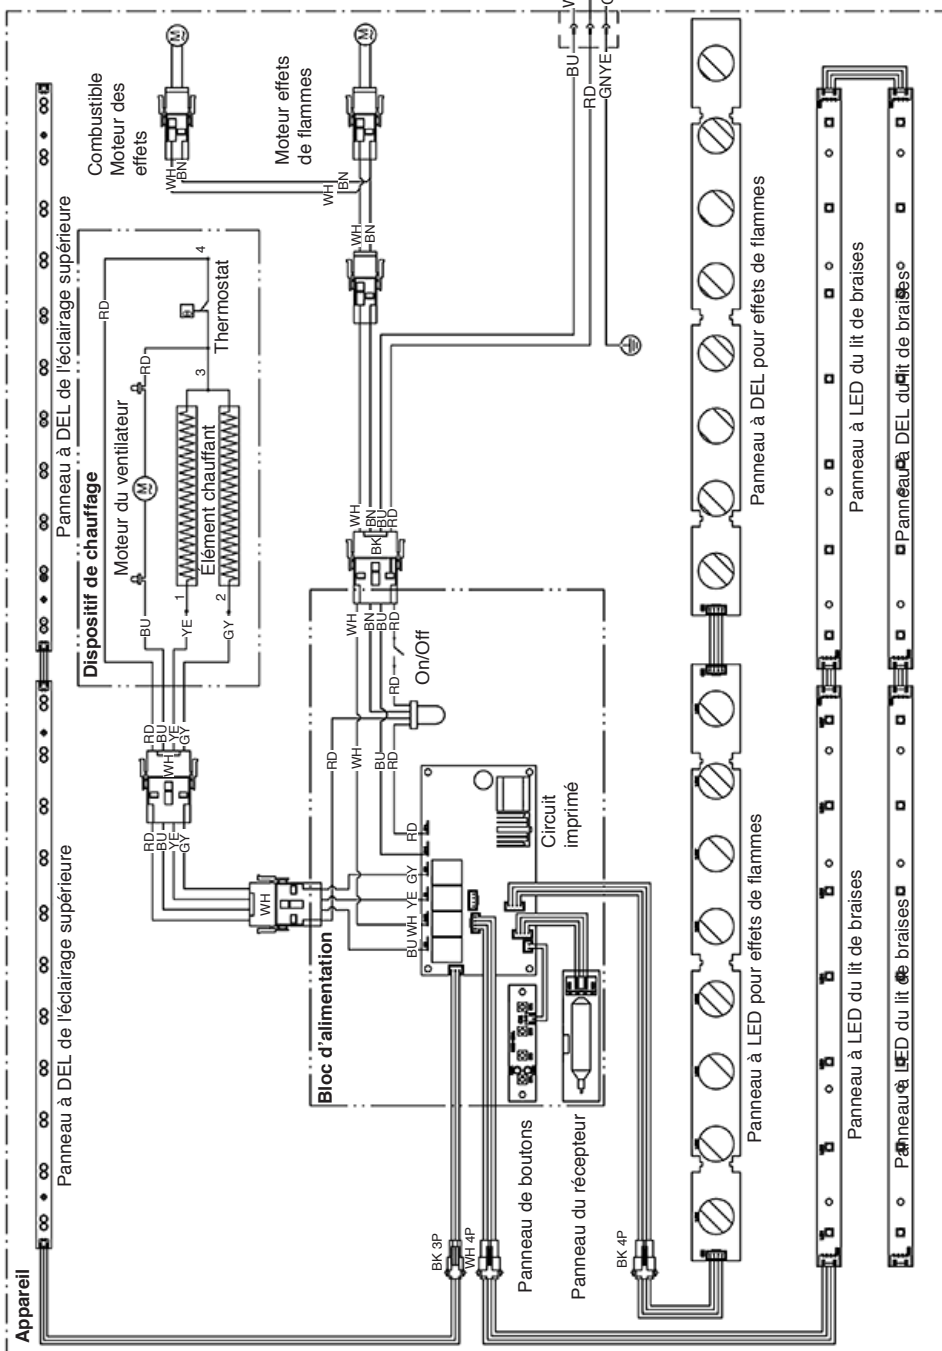 Appareil
Panneau à DEL de l'éclairage supérieure
Panneau à DEL de l'éclairage supérieure
Combustible
Moteur des
effets
Moteur effets
de flammes
WH
BN
WH
BN
WH
BN
BU
RD
GNYE
Dispositif de chauffage
Moteur du ventilateur
Élément chauffant
Thermostat
RD
RD
BU
YE
GY
1
2
3
4
M
M
M
RD
BU
YE
GY
WH
RD
BU
YE
GY
WH
WH
BN
BU
RD
BK
WH
BN
BU
RD
RD
On/Off
RD
WH
BU
RD
Bloc d'alimentation
BU
WH
YE
GY
RD
Circuit
imprimé
Panneau de boutons
Panneau du récepteur
BK 3P
WH 4P
BK 4P
Panneau à LED pour effets de flammes
Panneau à DEL pour effets de flammes
Panneau à LED du lit de braises
Panneau à LED du lit de braises
Panneau à LED du lit de braises
Panneau à DEL du lit de braises